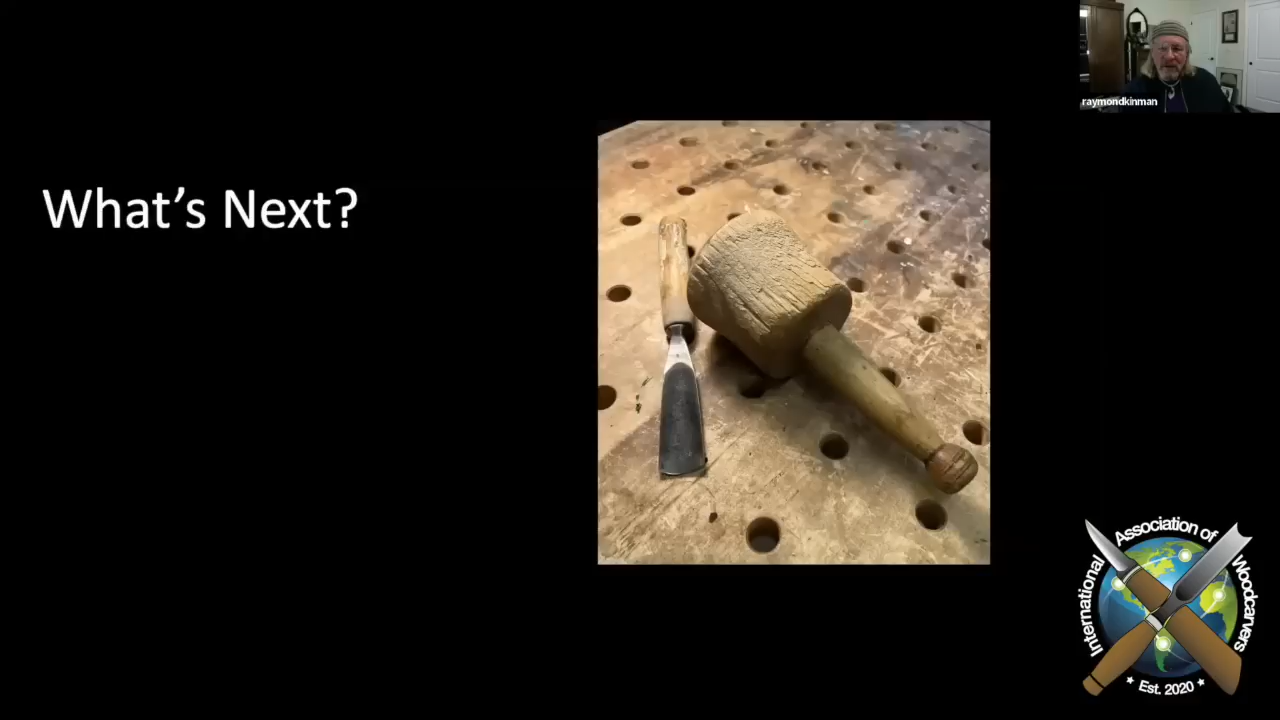 raymondkinman
What’s Next?
International Association of Woodcarvers
Est. 2020